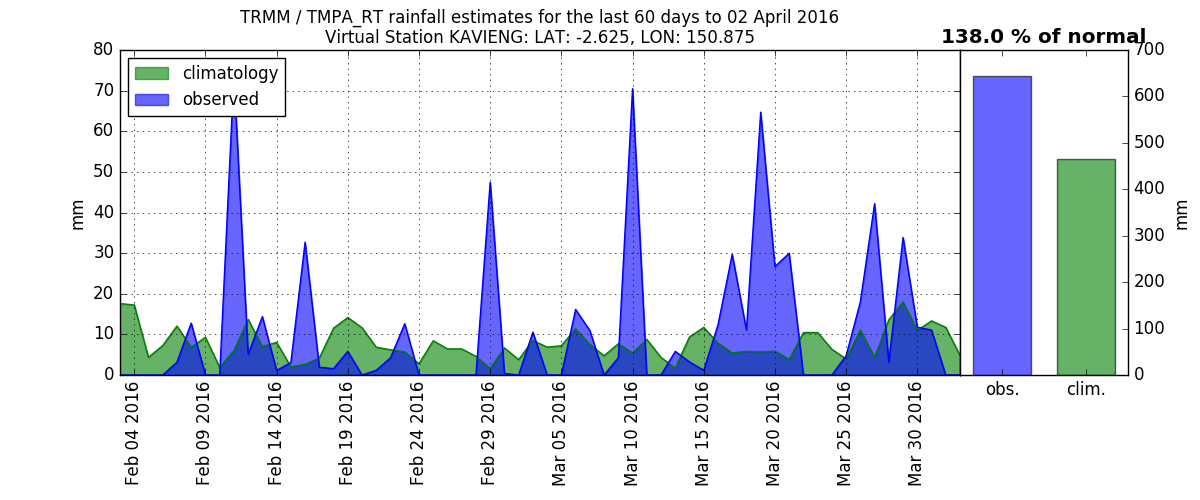 TRMM / TMPA_RT rainfall estimates for the last 60 days to 02 April 2016
Virtual Station KAVIENG: LAT: -2.625, LON: 150.875
138.0 % of normal
climatology
observed
mm
80
70
60
50
40
30
20
10
0
Feb 04 2016
Feb 09 2016
Feb 14 2016
Feb 19 2016
Feb 24 2016
Feb 29 2016
Mar 05 2016
Mar 10 2016
Mar 15 2016
Mar 20 2016
Mar 25 2016
Mar 30 2016
700
600
500
400
300
200
100
0
mm
obs.
clim.